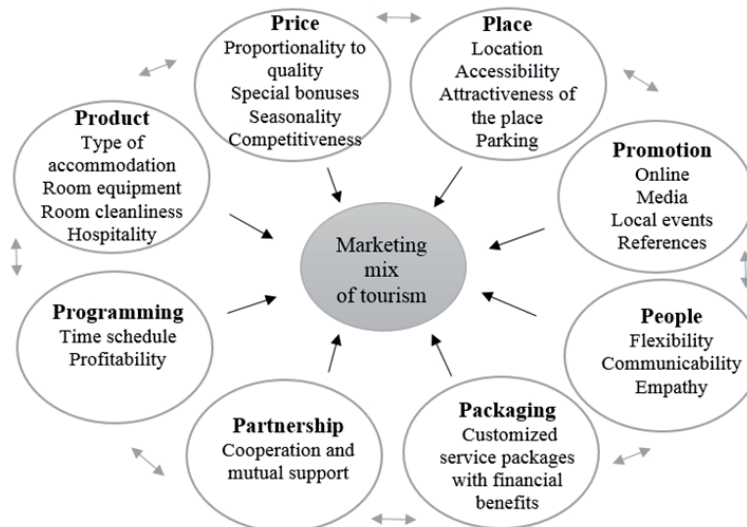 Price
Proportionality to
quality
Special bonuses
Seasonality
Competitiveness
Place
Location
Accessibility
Attractiveness of
the place
Parking
Product
Type of
accommodation
Room equipment
Room cleanliness
Hospitality
Promotion
Online
Media
Local events
References
Marketing
mix
of tourism
Programming
Time schedule
Profitability
People
Flexibility
Communicability
Empathy
Partnership
Cooperation and
mutual support
Packaging
Customized
service packages
with financial
benefits